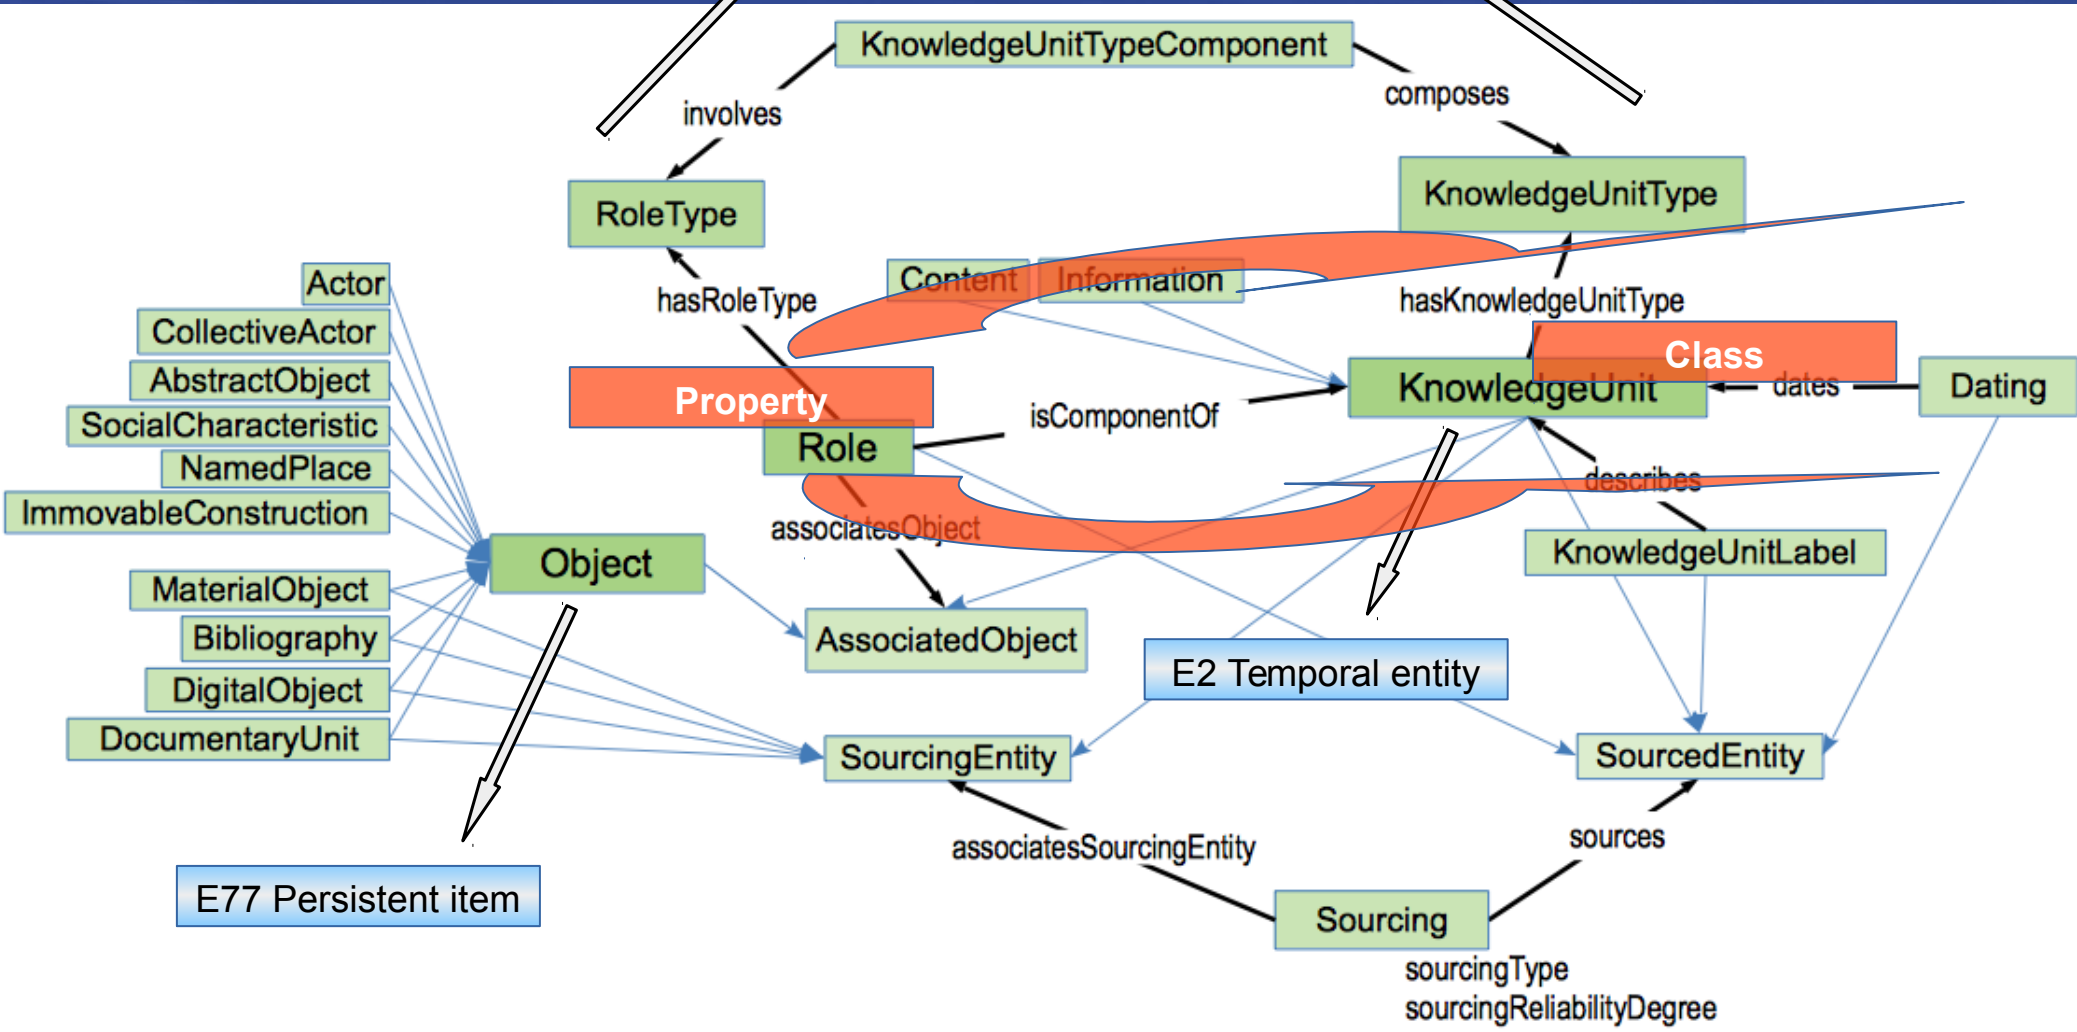 KnowledgeUnitTypeComponent
involves
composes
RoleType
KnowledgeUnitType
Actor
Content
Information
hasRoleType
hasKnowledgeUnitType
CollectiveActor
Class
AbstractObject
KnowledgeUnit
dates
Dating
Property
isComponentOf
SocialCharacteristic
Role
NamedPlace
describes
ImmovableConstruction
associatesObject
KnowledgeUnitLabel
Object
MaterialObject
Bibliography
AssociatedObject
E2 Temporal entity
DigitalObject
DocumentaryUnit
SourcingEntity
SourcedEntity
associatesSourcingEntity
sources
E77 Persistent item
Sourcing
sourcingType
sourcingReliabilityDegree